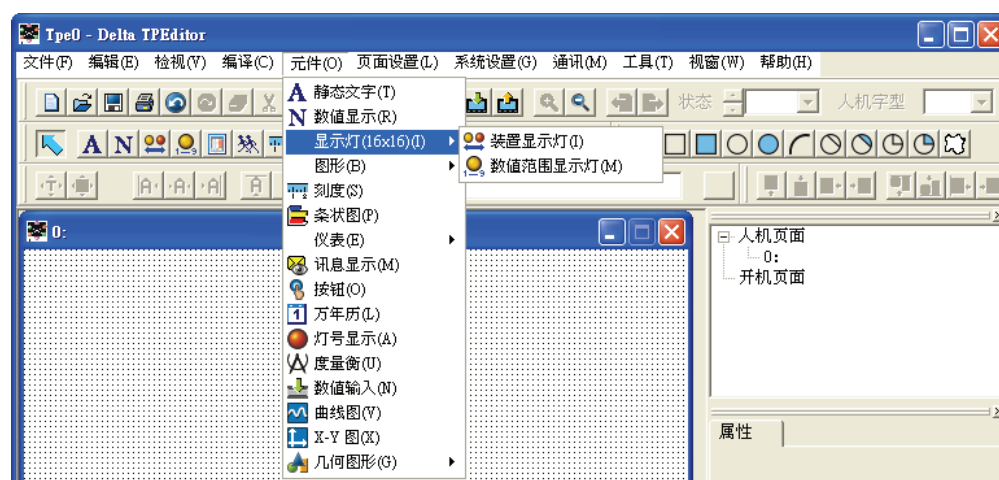 Tpe0 - Delta TPEditor
文件(F) 编辑(E) 检视(V) 编译(C) 元件(O) 页面设置(L) 系统设置(G) 通讯(M) 工具(T) 视窗(W) 帮助(H)
状态 人机字型
A 静态文字(T)
N 数值显示(R)
显示灯(16x16)(I)
装置显示灯(I)
图形(B)
数值范围显示灯(M)
刻度(S)
条状图(P)
仪表(E)
讯息显示(M)
按钮(O)
1 万年历(L)
灯号显示(A)
度量衡(U)
数值输入(N)
曲线图(V)
X-Y 图(X)
几何图形(G)
0:
人机页面
0:
开机页面
属性